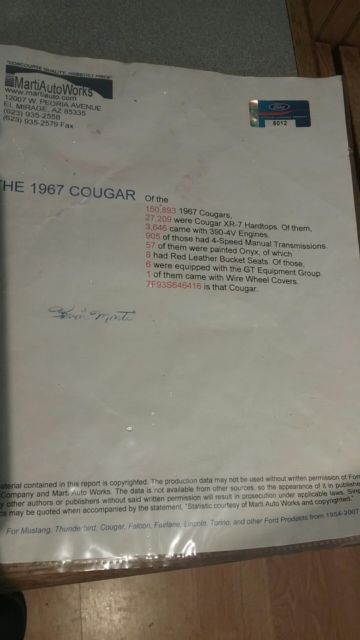 "CONCOURS QUALITY, HOBBYIST PRICE"
MartiAutoWorks
www.martiauto.com
12007 W. PEORIA AVENUE
EL MIRAGE, AZ 85335
(623) 935-2558
(623) 935-2579 Fax
Ford
6012
HE 1967 COUGAR
Of the
150,893 1967 Cougars,
27,209 were Cougar XR-7 Hardtops. Of them,
3,646 came with 390-4V Engines.
905 of those had 4-Speed Manual Transmissions.
57 of them were painted Onyx, of which
8 had Red Leather Bucket Seats. Of those,
6 were equipped with the GT Equipment Group.
1 of them came with Wire Wheel Covers.
7F93S646416 is that Cougar.
Kevin Marti
aterial contained in this report is copyrighted. The production data may not be used without written permission of For
Company and Marti Auto Works. The data is not available from other sources, so the appearance of it in publishe
y other authors or publishers without said written permission will result in prosecution under applicable laws. Sing
cs may be quoted when accompanied by the statement, "Statistic courtesy of Marti Auto Works and copyrighted."
For Mustang, Thunderbird, Cougar, Falcon, Fairlane, Lincoln, Torino, and other Ford Products from 1954-2007